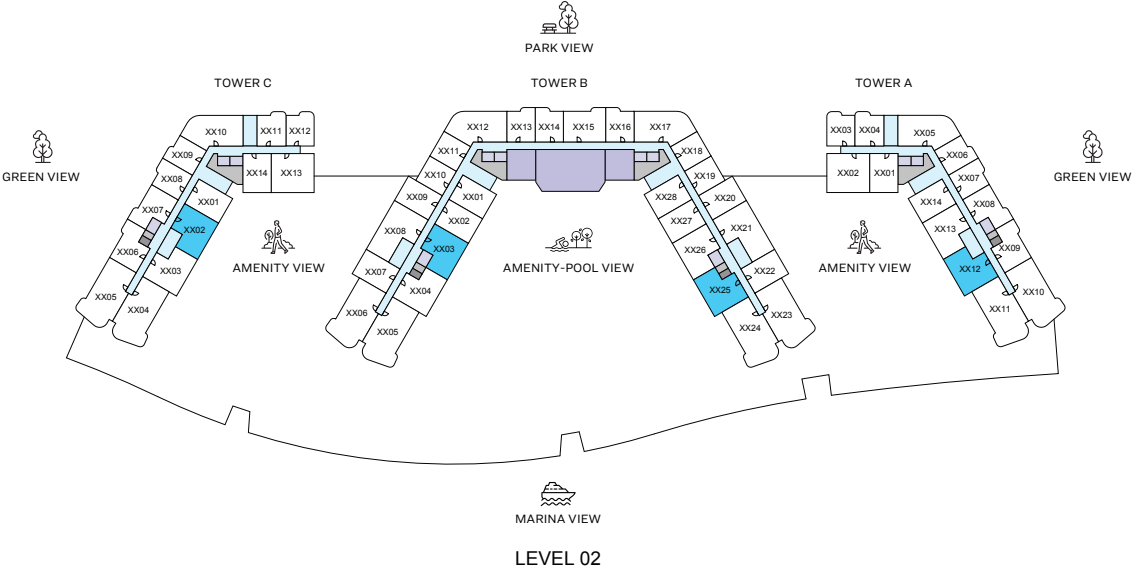 PARK VIEW
TOWER C
TOWER B
TOWER A
GREEN VIEW
GREEN VIEW
XX10
XX11
XX12
XX09
XX08
XX07
XX06
XX05
XX04
XX03
XX02
XX01
XX14
XX13
AMENITY VIEW
XX12
XX13
XX14
XX15
XX16
XX17
XX11
XX10
XX09
XX08
XX07
XX06
XX05
XX04
XX03
XX02
XX01
XX18
XX19
XX20
XX21
XX22
XX23
XX24
XX25
XX26
XX27
XX28
AMENITY-POOL VIEW
XX03
XX04
XX05
XX02
XX01
XX06
XX07
XX08
XX09
XX10
XX11
XX12
XX13
XX14
AMENITY VIEW
MARINA VIEW
LEVEL 02